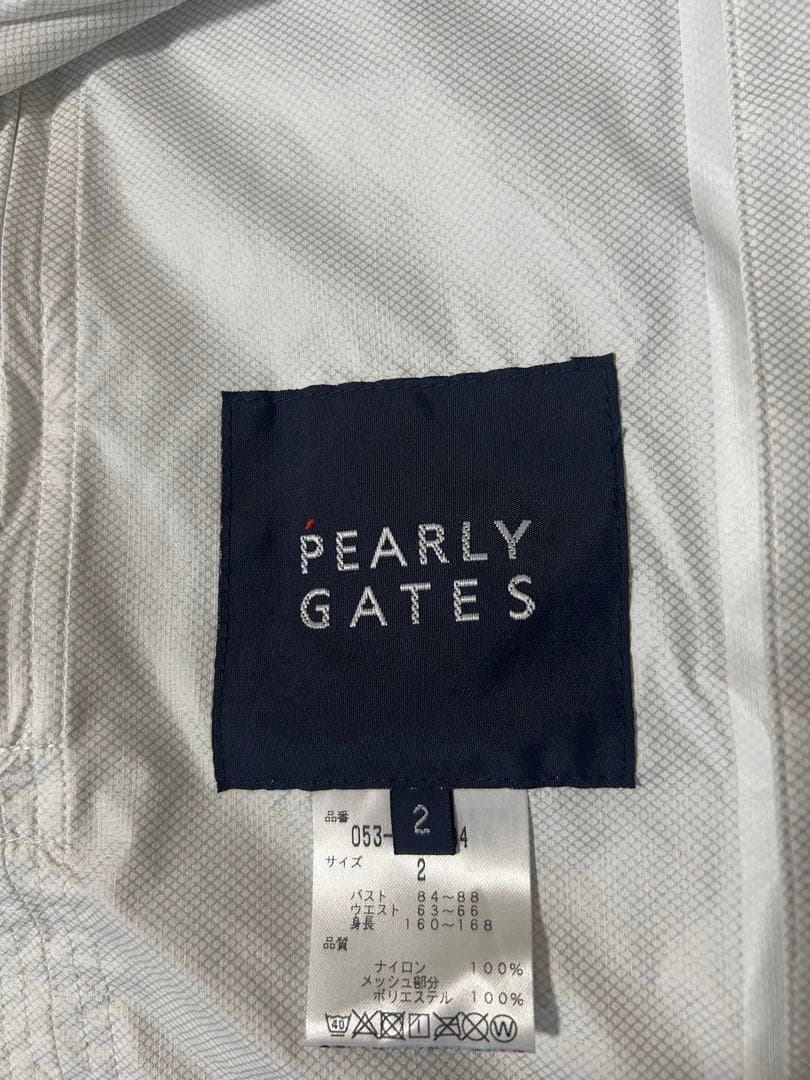 PEARLY
GATES
2
品番
053- 4
サイズ
2
バスト 84～88
ウエスト 63～66
身長 160～168
品質
ナイロン 100%
メッシュ部分
ポリエステル 100%
40 W